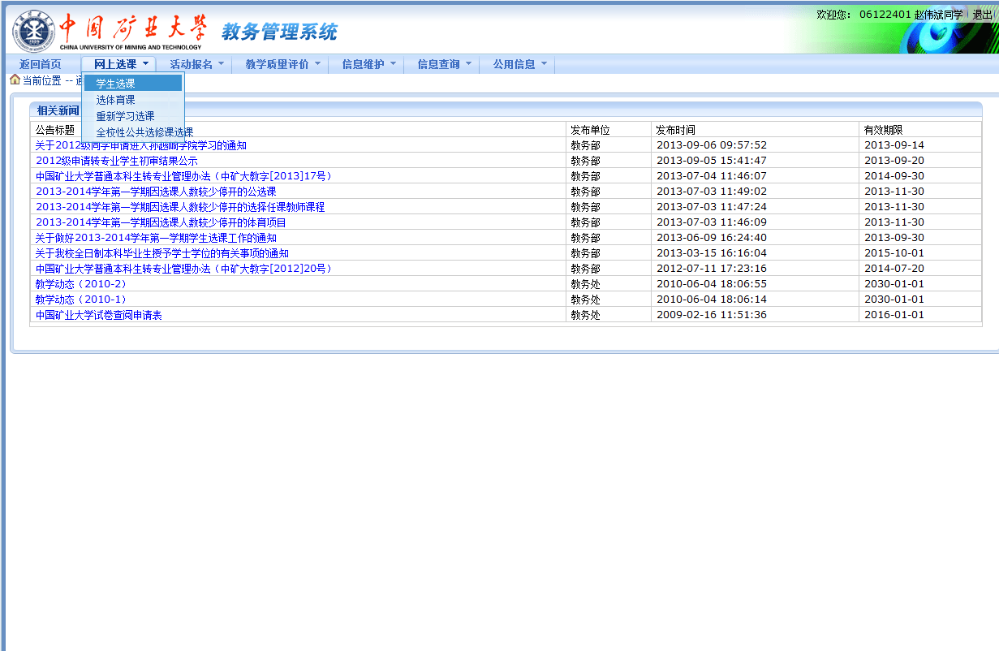 欢迎您： 06122401 赵伟斌同学 退出
中国矿业大学 教务管理系统
CHINA UNIVERSITY OF MINING AND TECHNOLOGY
返回首页 网上选课 活动报名 教学质量评价 信息维护 信息查询 公用信息
当前位置 --
学生选课
选体育课
重新学习选课
全校性公共选修课选课
相关新闻
公告标题 发布单位 发布时间 有效期限
关于2012级同学申请进入孙越崎学院学习的通知 教务部 2013-09-06 09:57:52 2013-09-14
2012级申请转专业学生初审结果公示 教务部 2013-09-05 15:41:47 2013-09-20
中国矿业大学普通本科生转专业管理办法（中矿大教字[2013]17号） 教务部 2013-07-04 11:46:07 2014-09-30
2013-2014学年第一学期因选课人数较少停开的公选课 教务部 2013-07-03 11:49:02 2013-11-30
2013-2014学年第一学期因选课人数较少停开的选择任课教师课程 教务部 2013-07-03 11:47:24 2013-11-30
2013-2014学年第一学期因选课人数较少停开的体育项目 教务部 2013-07-03 11:46:09 2013-11-30
关于做好2013-2014学年第一学期学生选课工作的通知 教务部 2013-06-09 16:24:40 2013-09-30
关于我校全日制本科毕业生授予学士学位的有关事项的通知 教务部 2013-03-15 16:16:04 2015-10-01
中国矿业大学普通本科生转专业管理办法（中矿大教字[2012]20号） 教务部 2012-07-11 17:23:16 2014-07-20
教学动态（2010-2） 教务处 2010-06-04 18:06:55 2030-01-01
教学动态（2010-1） 教务处 2010-06-04 18:06:14 2030-01-01
中国矿业大学试卷查阅申请表 教务处 2009-02-16 11:51:36 2016-01-01